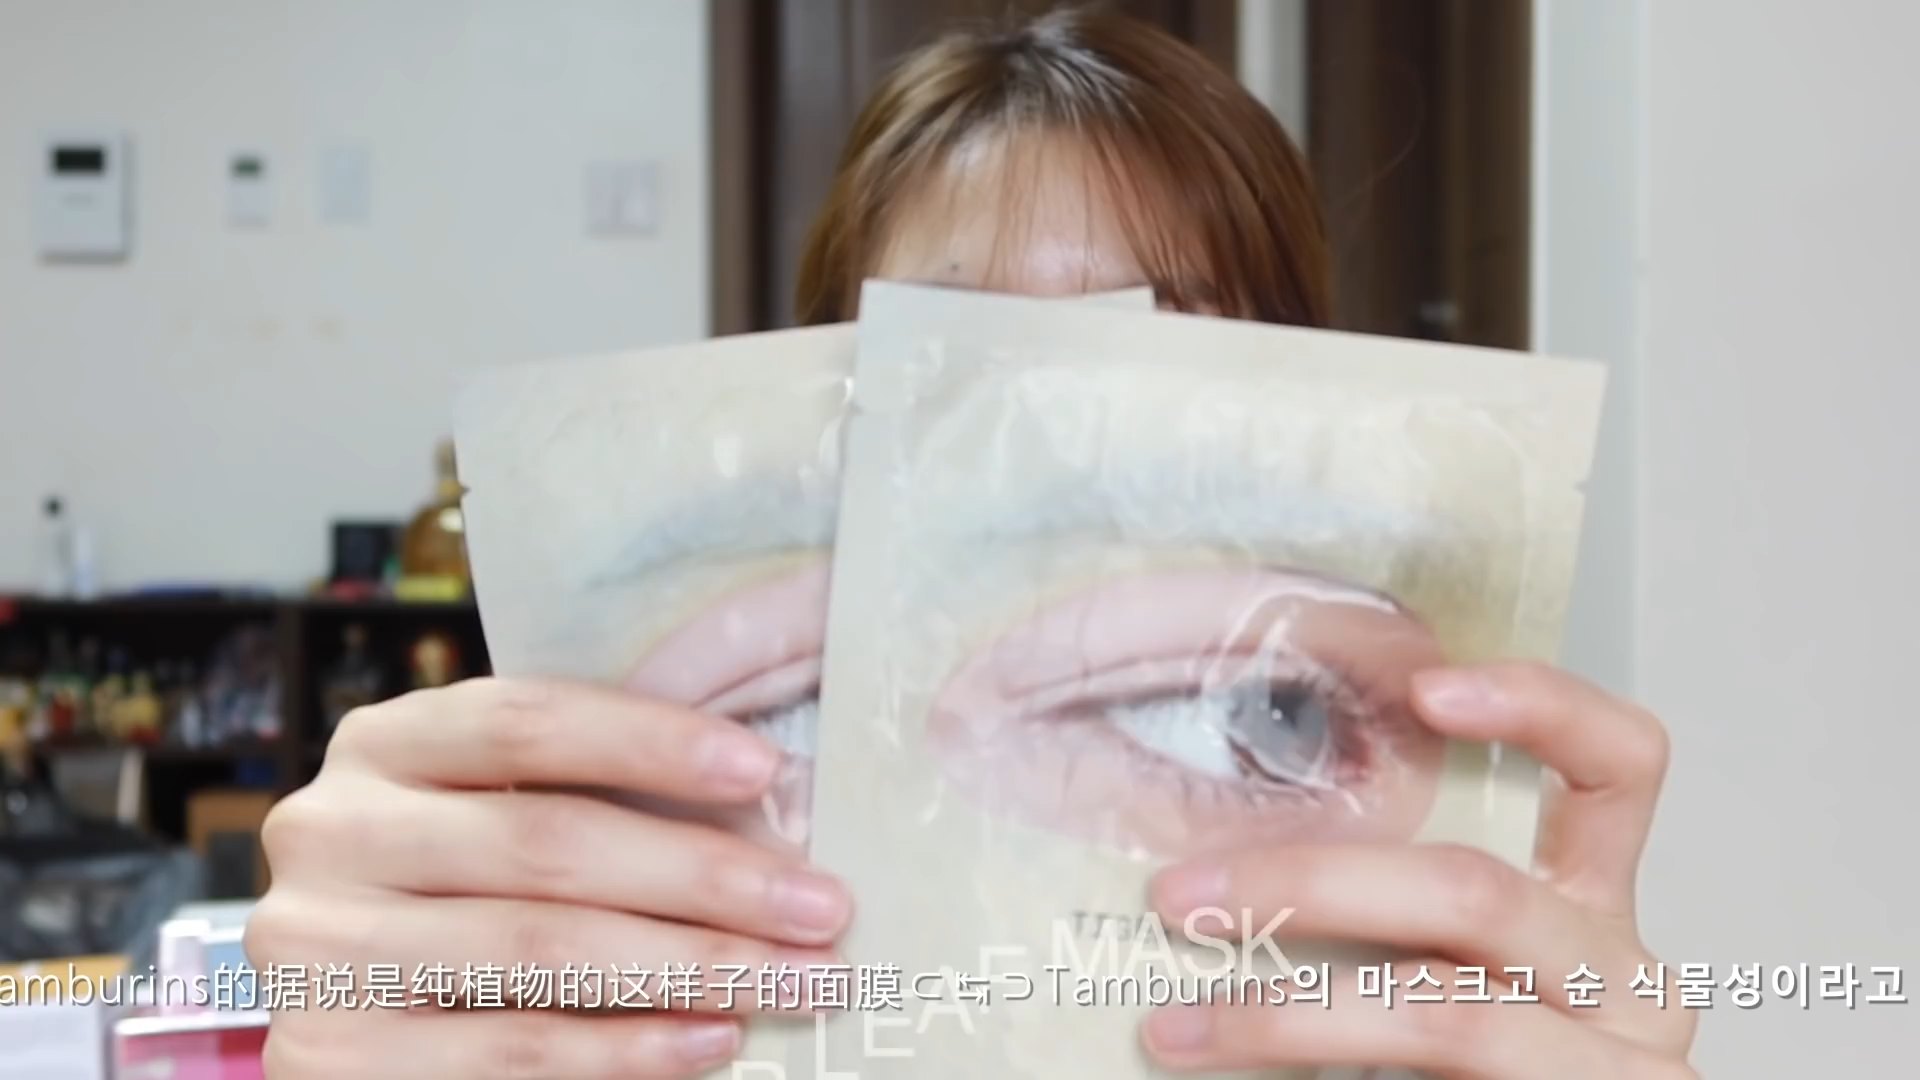 MASK
LEAF
amburins的据说是纯植物的这样子的面膜⊂↹⊃Tamburins의 마스크고 순 식물성이라고